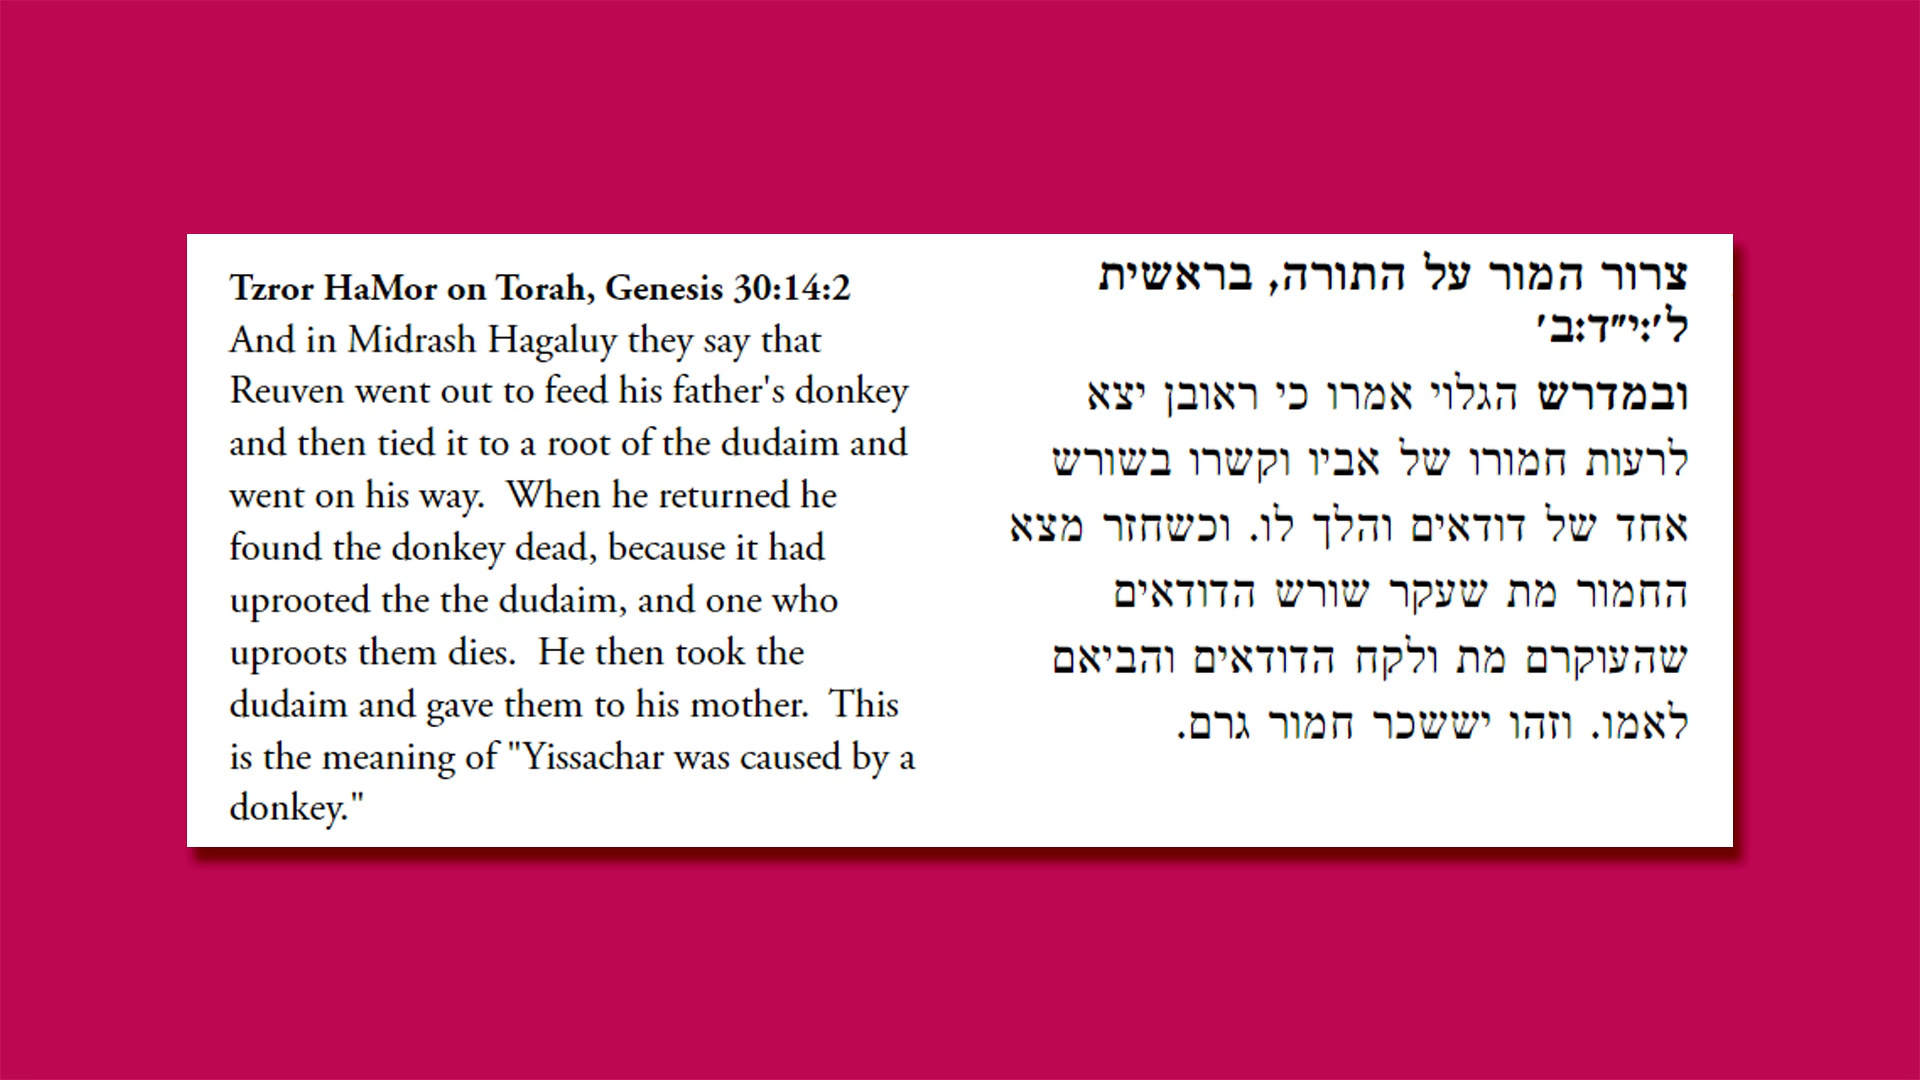 Tzror HaMor on Torah, Genesis 30:14:2
And in Midrash Hagaluy they say that
Reuven went out to feed his father's donkey
and then tied it to a root of the dudaim and
went on his way.  When he returned he
found the donkey dead, because it had
uprooted the the dudaim, and one who
uproots them dies.  He then took the
dudaim and gave them to his mother.  This
is the meaning of "Yissachar was caused by a
donkey."
צרור המור על התורה, בראשית
ל׳:י״ד:ב׳
ובמדרש הגלוי אמרו כי ראובן יצא
לרעות חמורו של אביו וקשרו בשורש
אחד של דודאים והלך לו. וכשחזר מצא
החמור מת שעקר שורש הדודאים
שהעוקרם מת ולקח הדודאים והביאם
לאמו. וזהו יששכר חמור גרם.